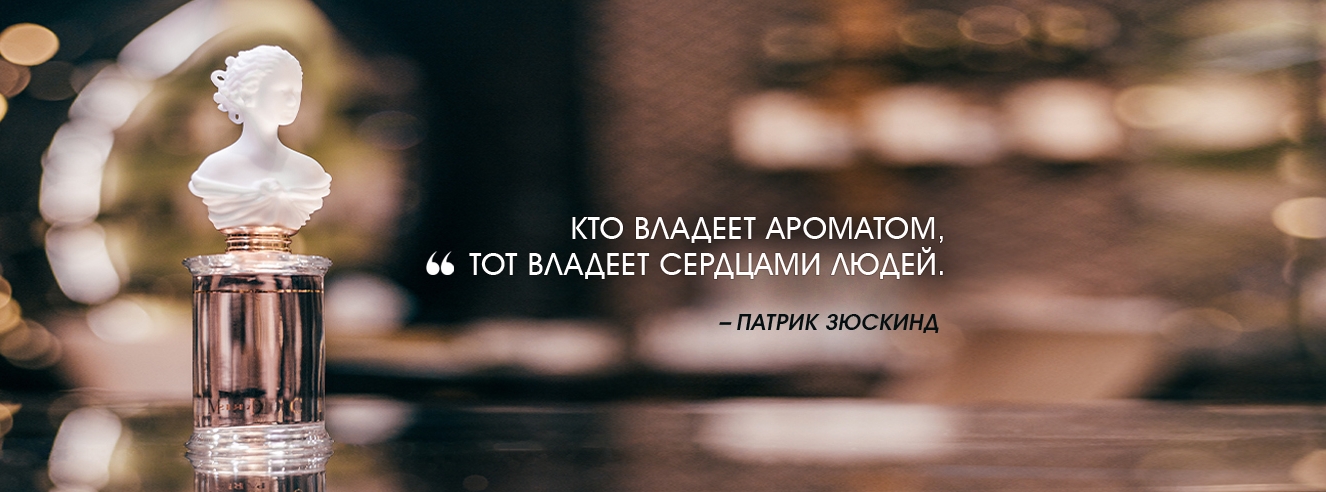 КТО ВЛАДЕЕТ АРОМАТОМ,
“ ТОТ ВЛАДЕЕТ СЕРДЦАМИ ЛЮДЕЙ.
– ПАТРИК ЗЮСКИНД